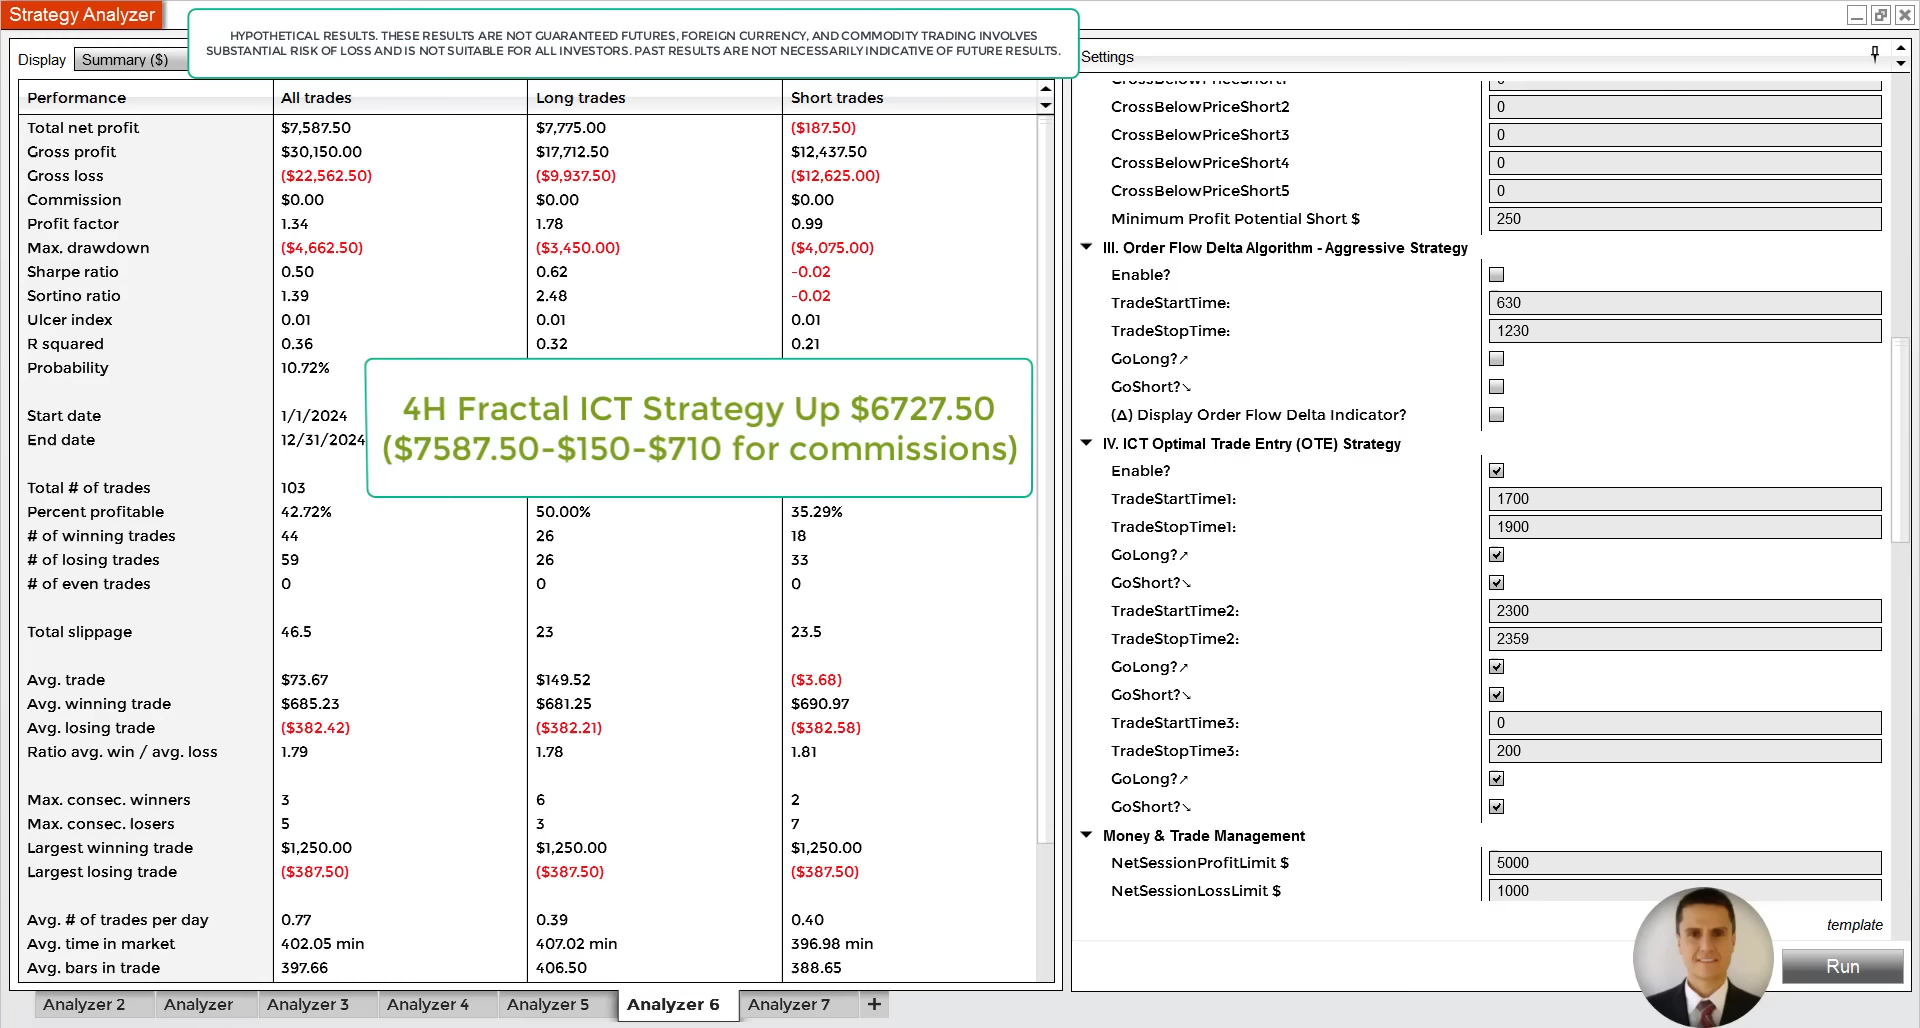 Strategy Analyzer
HYPOTHETICAL RESULTS. THESE RESULTS ARE NOT GUARANTEED FUTURES, FOREIGN CURRENCY, AND COMMODITY TRADING INVOLVES
SUBSTANTIAL RISK OF LOSS AND IS NOT SUITABLE FOR ALL INVESTORS. PAST RESULTS ARE NOT NECESSARILY INDICATIVE OF FUTURE RESULTS.
Display Summary ($)
Performance All trades Long trades Short trades
Total net profit $7,587.50 $7,775.00 ($187.50)
Gross profit $30,150.00 $17,712.50 $12,437.50
Gross loss ($22,562.50) ($9,937.50) ($12,625.00)
Commission $0.00 $0.00 $0.00
Profit factor 1.34 1.78 0.99
Max. drawdown ($4,662.50) ($3,450.00) ($4,075.00)
Sharpe ratio 0.50 0.62 -0.02
Sortino ratio 1.39 2.48 -0.02
Ulcer index 0.01 0.01 0.01
R squared 0.36 0.32 0.21
Probability 10.72%
Start date 1/1/2024
End date 12/31/2024
4H Fractal ICT Strategy Up $6727.50
($7587.50-$150-$710 for commissions)
Total # of trades 103
Percent profitable 42.72% 50.00% 35.29%
# of winning trades 44 26 18
# of losing trades 59 26 33
# of even trades 0 0 0
Total slippage 46.5 23 23.5
Avg. trade $73.67 $149.52 ($3.68)
Avg. winning trade $685.23 $681.25 $690.97
Avg. losing trade ($382.42) ($382.21) ($382.58)
Ratio avg. win / avg. loss 1.79 1.78 1.81
Max. consec. winners 3 6 2
Max. consec. losers 5 3 7
Largest winning trade $1,250.00 $1,250.00 $1,250.00
Largest losing trade ($387.50) ($387.50) ($387.50)
Avg. # of trades per day 0.77 0.39 0.40
Avg. time in market 402.05 min 407.02 min 396.98 min
Avg. bars in trade 397.66 406.50 388.65
Analyzer 2 Analyzer Analyzer 3 Analyzer 4 Analyzer 5 Analyzer 6 Analyzer 7 +
Settings
CrossBelowPriceShort1 0
CrossBelowPriceShort2 0
CrossBelowPriceShort3 0
CrossBelowPriceShort4 0
CrossBelowPriceShort5 0
Minimum Profit Potential Short $ 250
III. Order Flow Delta Algorithm - Aggressive Strategy
Enable?
TradeStartTime: 630
TradeStopTime: 1230
GoLong?↗
GoShort?↘
(Δ) Display Order Flow Delta Indicator?
IV. ICT Optimal Trade Entry (OTE) Strategy
Enable?
TradeStartTime1: 1700
TradeStopTime1: 1900
GoLong?↗
GoShort?↘
TradeStartTime2: 2300
TradeStopTime2: 2359
GoLong?↗
GoShort?↘
TradeStartTime3: 0
TradeStopTime3: 200
GoLong?↗
GoShort?↘
Money & Trade Management
NetSessionProfitLimit $ 5000
NetSessionLossLimit $ 1000
template
Run